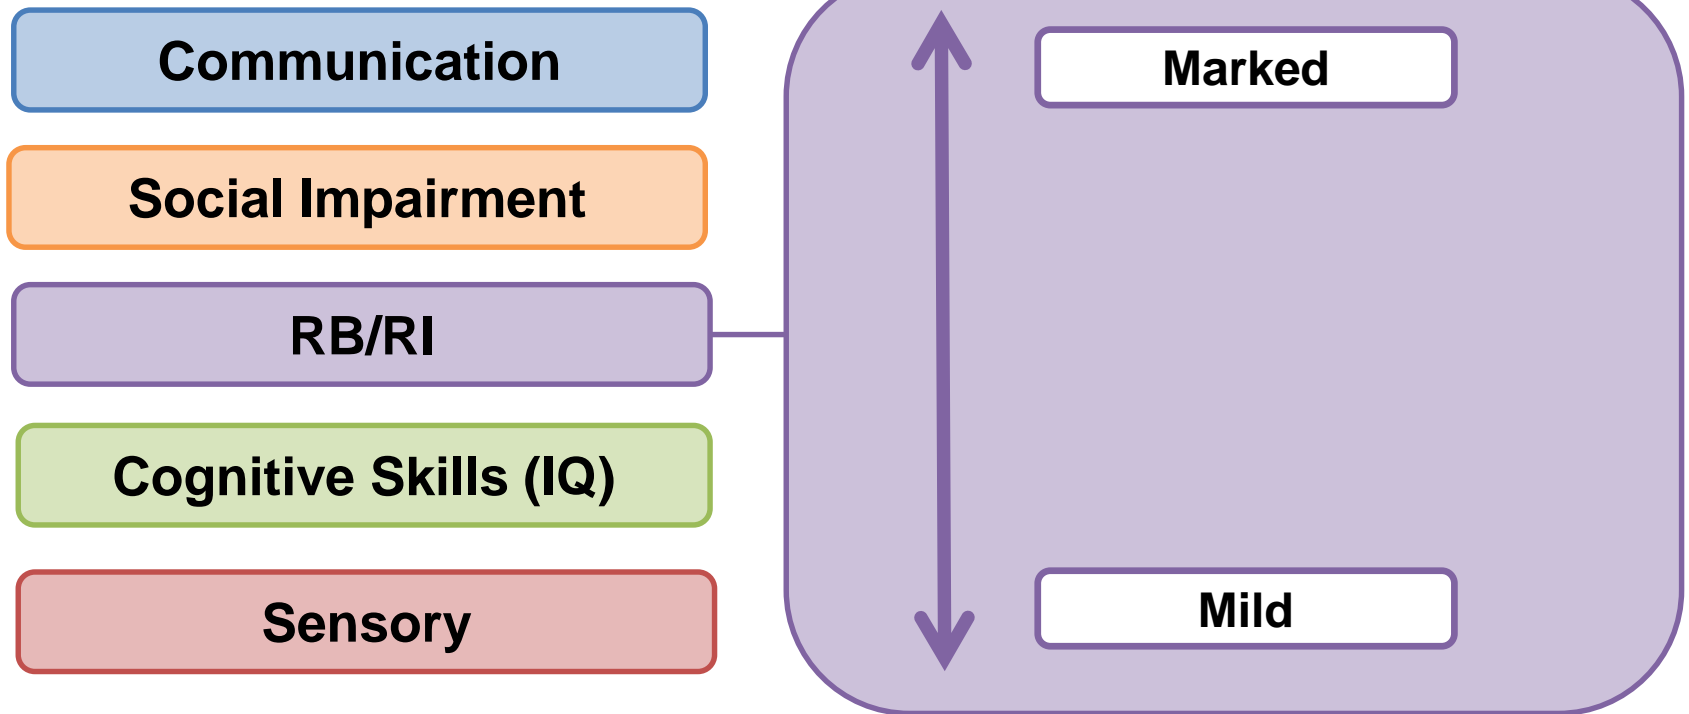 Communication
Social Impairment
RB/RI
Cognitive Skills (IQ)
Sensory
Marked
Mild